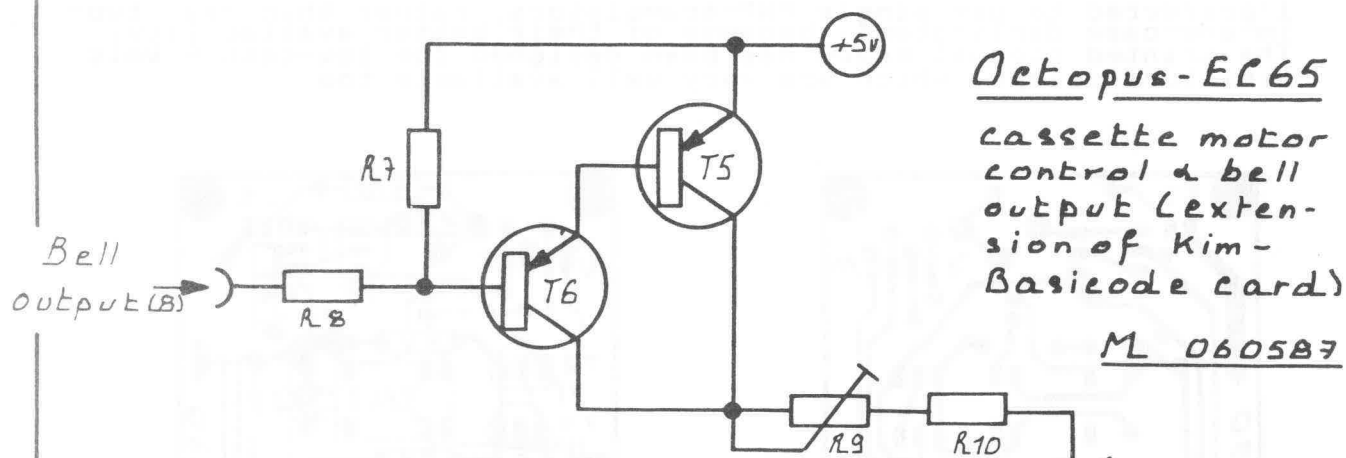 +5V
Octopus-EC65
cassette motor
control & bell
output (exten-
sion of Kim-
Basicode card)
M 060587
R7
T5
Bell
output (B)
R8
T6
R9
R10